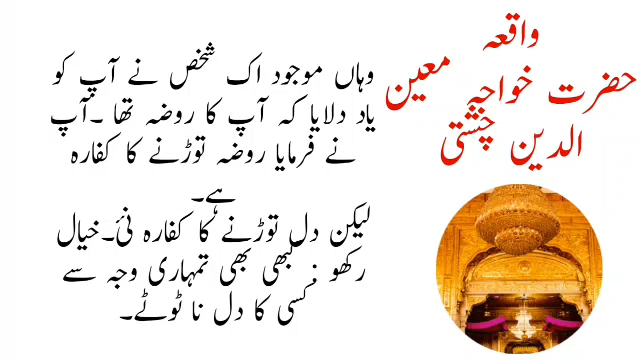 واقعہ
حضرت خواجہ معین
الدین چشتی
وہاں موجود اک شخص نے آپ کو
یاد دلایا کہ آپ کا روضہ تھا ۔آپ
نے فرمایا روضہ توڑنے کا کفارہ
ہے۔
لیکن دل توڑنے کا کفارہ نئ۔خیال
رکھو : کبھی بھی تمہاری وجہ سے
کسی کا دل نا ٹوٹے۔